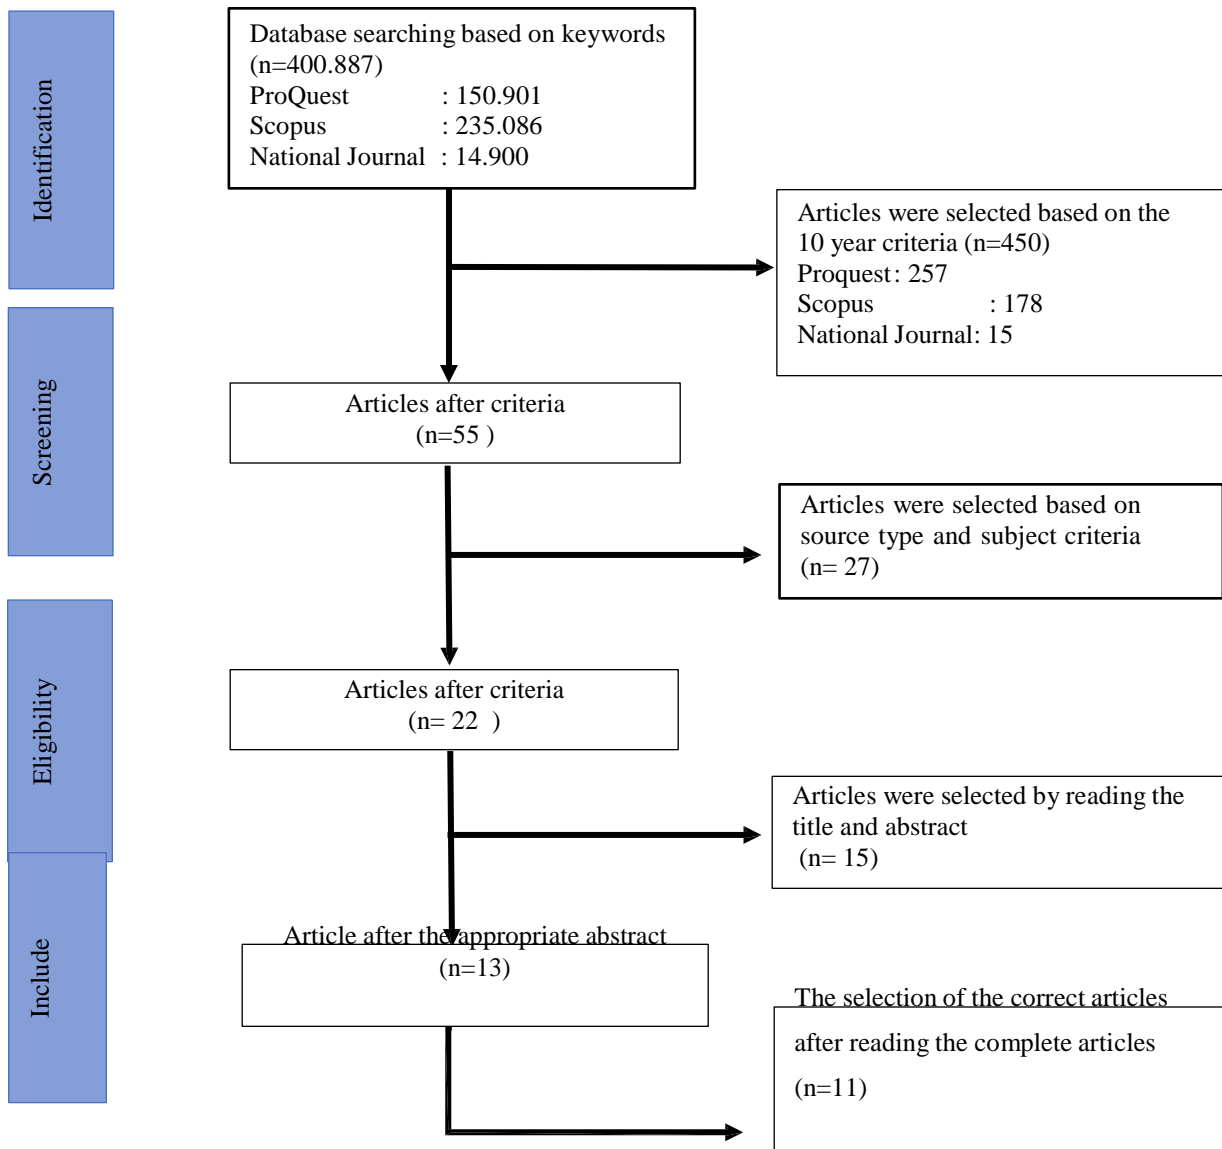 Identification
Database searching based on keywords
(n=400.887)
ProQuest : 150.901
Scopus : 235.086
National Journal : 14.900
Articles were selected based on the
10 year criteria (n=450)
Proquest: 257
Scopus : 178
National Journal: 15
Screening
Articles after criteria
(n=55 )
Articles were selected based on
source type and subject criteria
(n= 27)
Eligibility
Articles after criteria
(n= 22 )
Articles were selected by reading the
title and abstract
(n= 15)
Include
Article after the appropriate abstract
(n=13)
The selection of the correct articles
after reading the complete articles
(n=11)